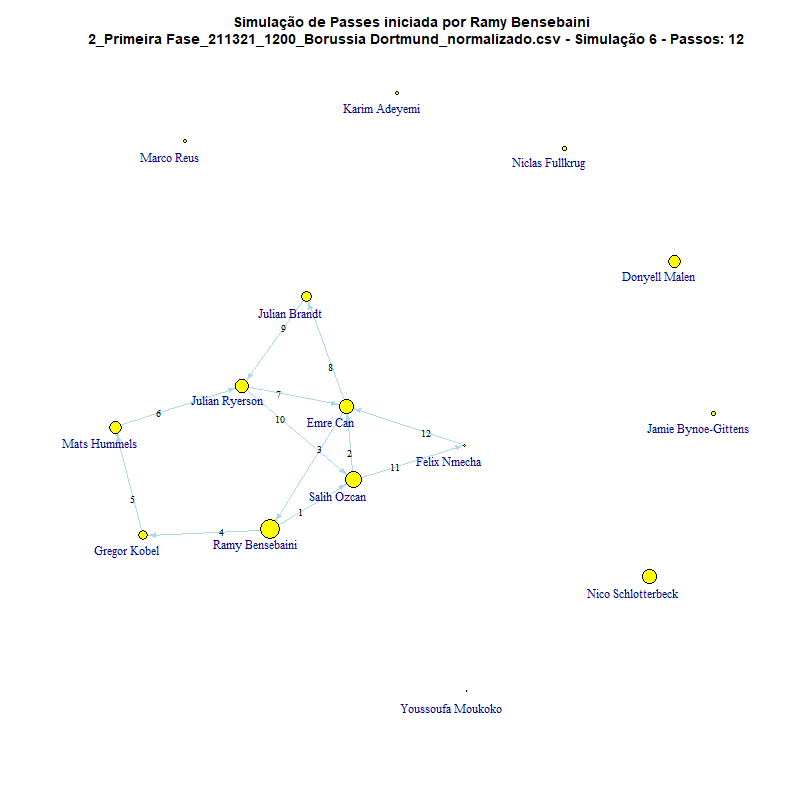 Simulação de Passes iniciada por Ramy Bensebaini
2_Primeira Fase_211321_1200_Borussia Dortmund_normalizado.csv - Simulação 6 - Passos: 12
Karim Adeyemi
Marco Reus
Niclas Fullkrug
Donyell Malen
Julian Brandt
9
8
7
Julian Ryerson
6
10
Emre Can
Jamie Bynoe-Gittens
12
Mats Hummels
3
2
Felix Nmecha
11
5
Salih Ozcan
1
4
Ramy Bensebaini
Gregor Kobel
Nico Schlotterbeck
Youssoufa Moukoko